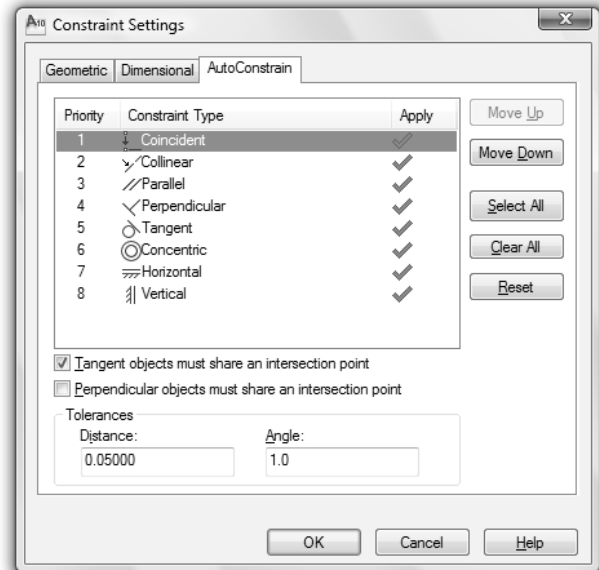 A10 Constraint Settings X
Geometric Dimensional AutoConstrain
Priority Constraint Type Apply
1 Coincident
2 Collinear
3 Parallel
4 Perpendicular
5 Tangent
6 Concentric
7 Horizontal
8 Vertical
Move Up
Move Down
Select All
Clear All
Reset
Tangent objects must share an intersection point
Perpendicular objects must share an intersection point
Tolerances
Distance: Angle:
0.05000 1.0
OK Cancel Help